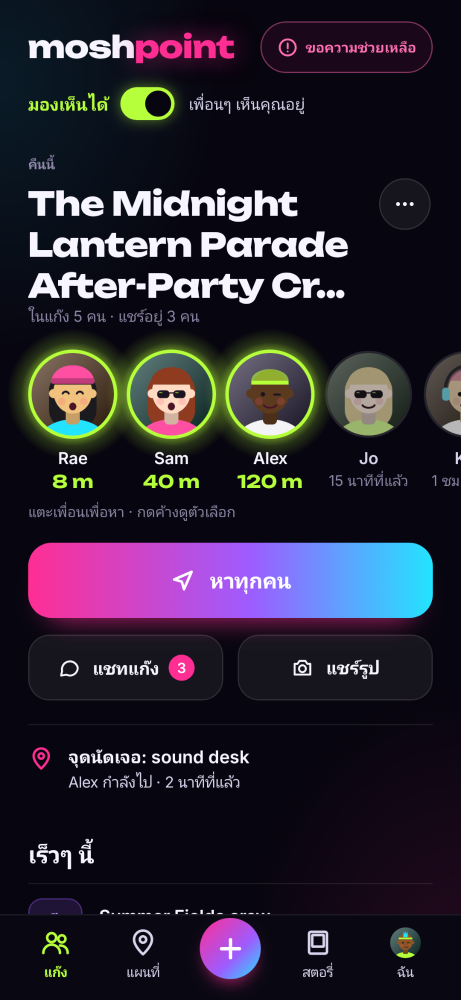 moshpoint
ขอความช่วยเหลือ
มองเห็นได้
เพื่อนๆ เห็นคุณอยู่
คืนนี้
The Midnight
Lantern Parade
After-Party Cr...
ในแก๊ง 5 คน · แชร์อยู่ 3 คน
Rae
8 m
Sam
40 m
Alex
120 m
Jo
15 นาทีที่แล้ว
1 ชม
แตะเพื่อนเพื่อหา · กดค้างดูตัวเลือก
หาทุกคน
แชทแก๊ง 3
แชร์รูป
จุดนัดเจอ: sound desk
Alex กำลังไป · 2 นาทีที่แล้ว
เร็วๆ นี้
Summer Fields crew
แก๊ง
แผนที่
สตอรี่
ฉัน